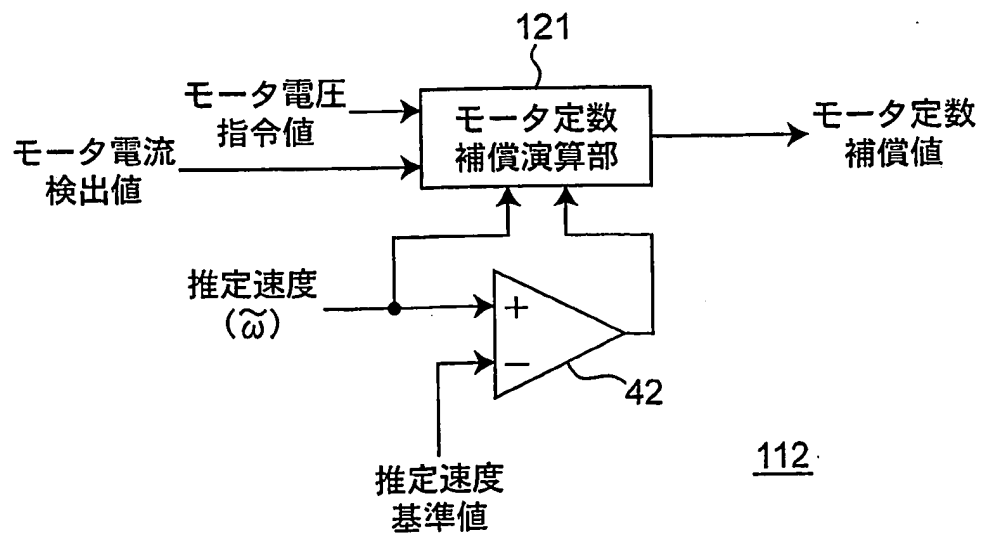 121
モータ電圧
指令値
モータ電流
検出値
モータ定数
補償演算部
モータ定数
補償値
推定速度
(ω̃)
+
−
42
推定速度
基準値
112